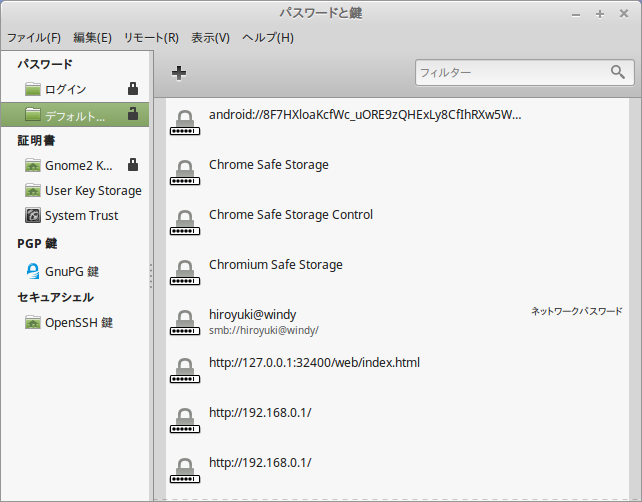 パスワードと鍵
ファイル(F) 編集(E) リモート(R) 表示(V) ヘルプ(H)
パスワード
ログイン
デフォルト...
証明書
Gnome2 K...
User Key Storage
System Trust
PGP 鍵
GnuPG 鍵
セキュアシェル
OpenSSH 鍵
フィルター
android://8F7HXloaKcfWc_uORE9zQHExLy8CfIhRXw5W...
Chrome Safe Storage
Chrome Safe Storage Control
Chromium Safe Storage
hiroyuki@windy
ネットワークパスワード
smb://hiroyuki@windy/
http://127.0.0.1:32400/web/index.html
http://192.168.0.1/
http://192.168.0.1/